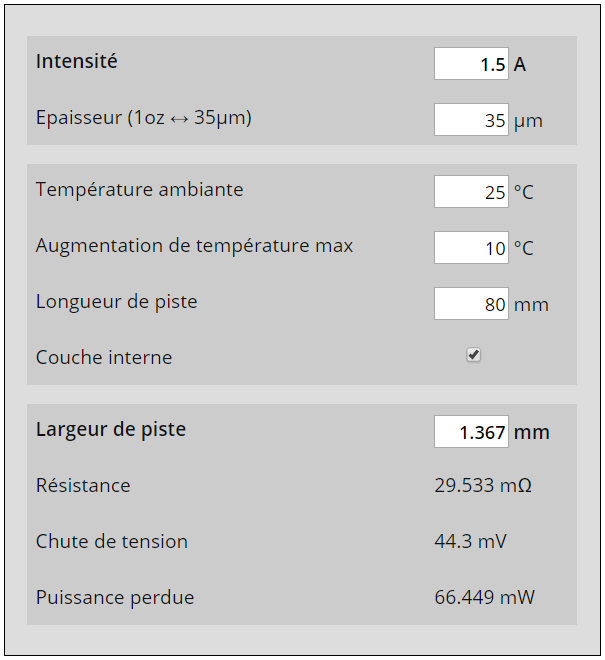 Intensité 1.5 A
Epaisseur (1oz ↔ 35µm) 35 µm
Température ambiante 25 °C
Augmentation de température max 10 °C
Longueur de piste 80 mm
Couche interne
Largeur de piste 1.367 mm
Résistance 29.533 mΩ
Chute de tension 44.3 mV
Puissance perdue 66.449 mW